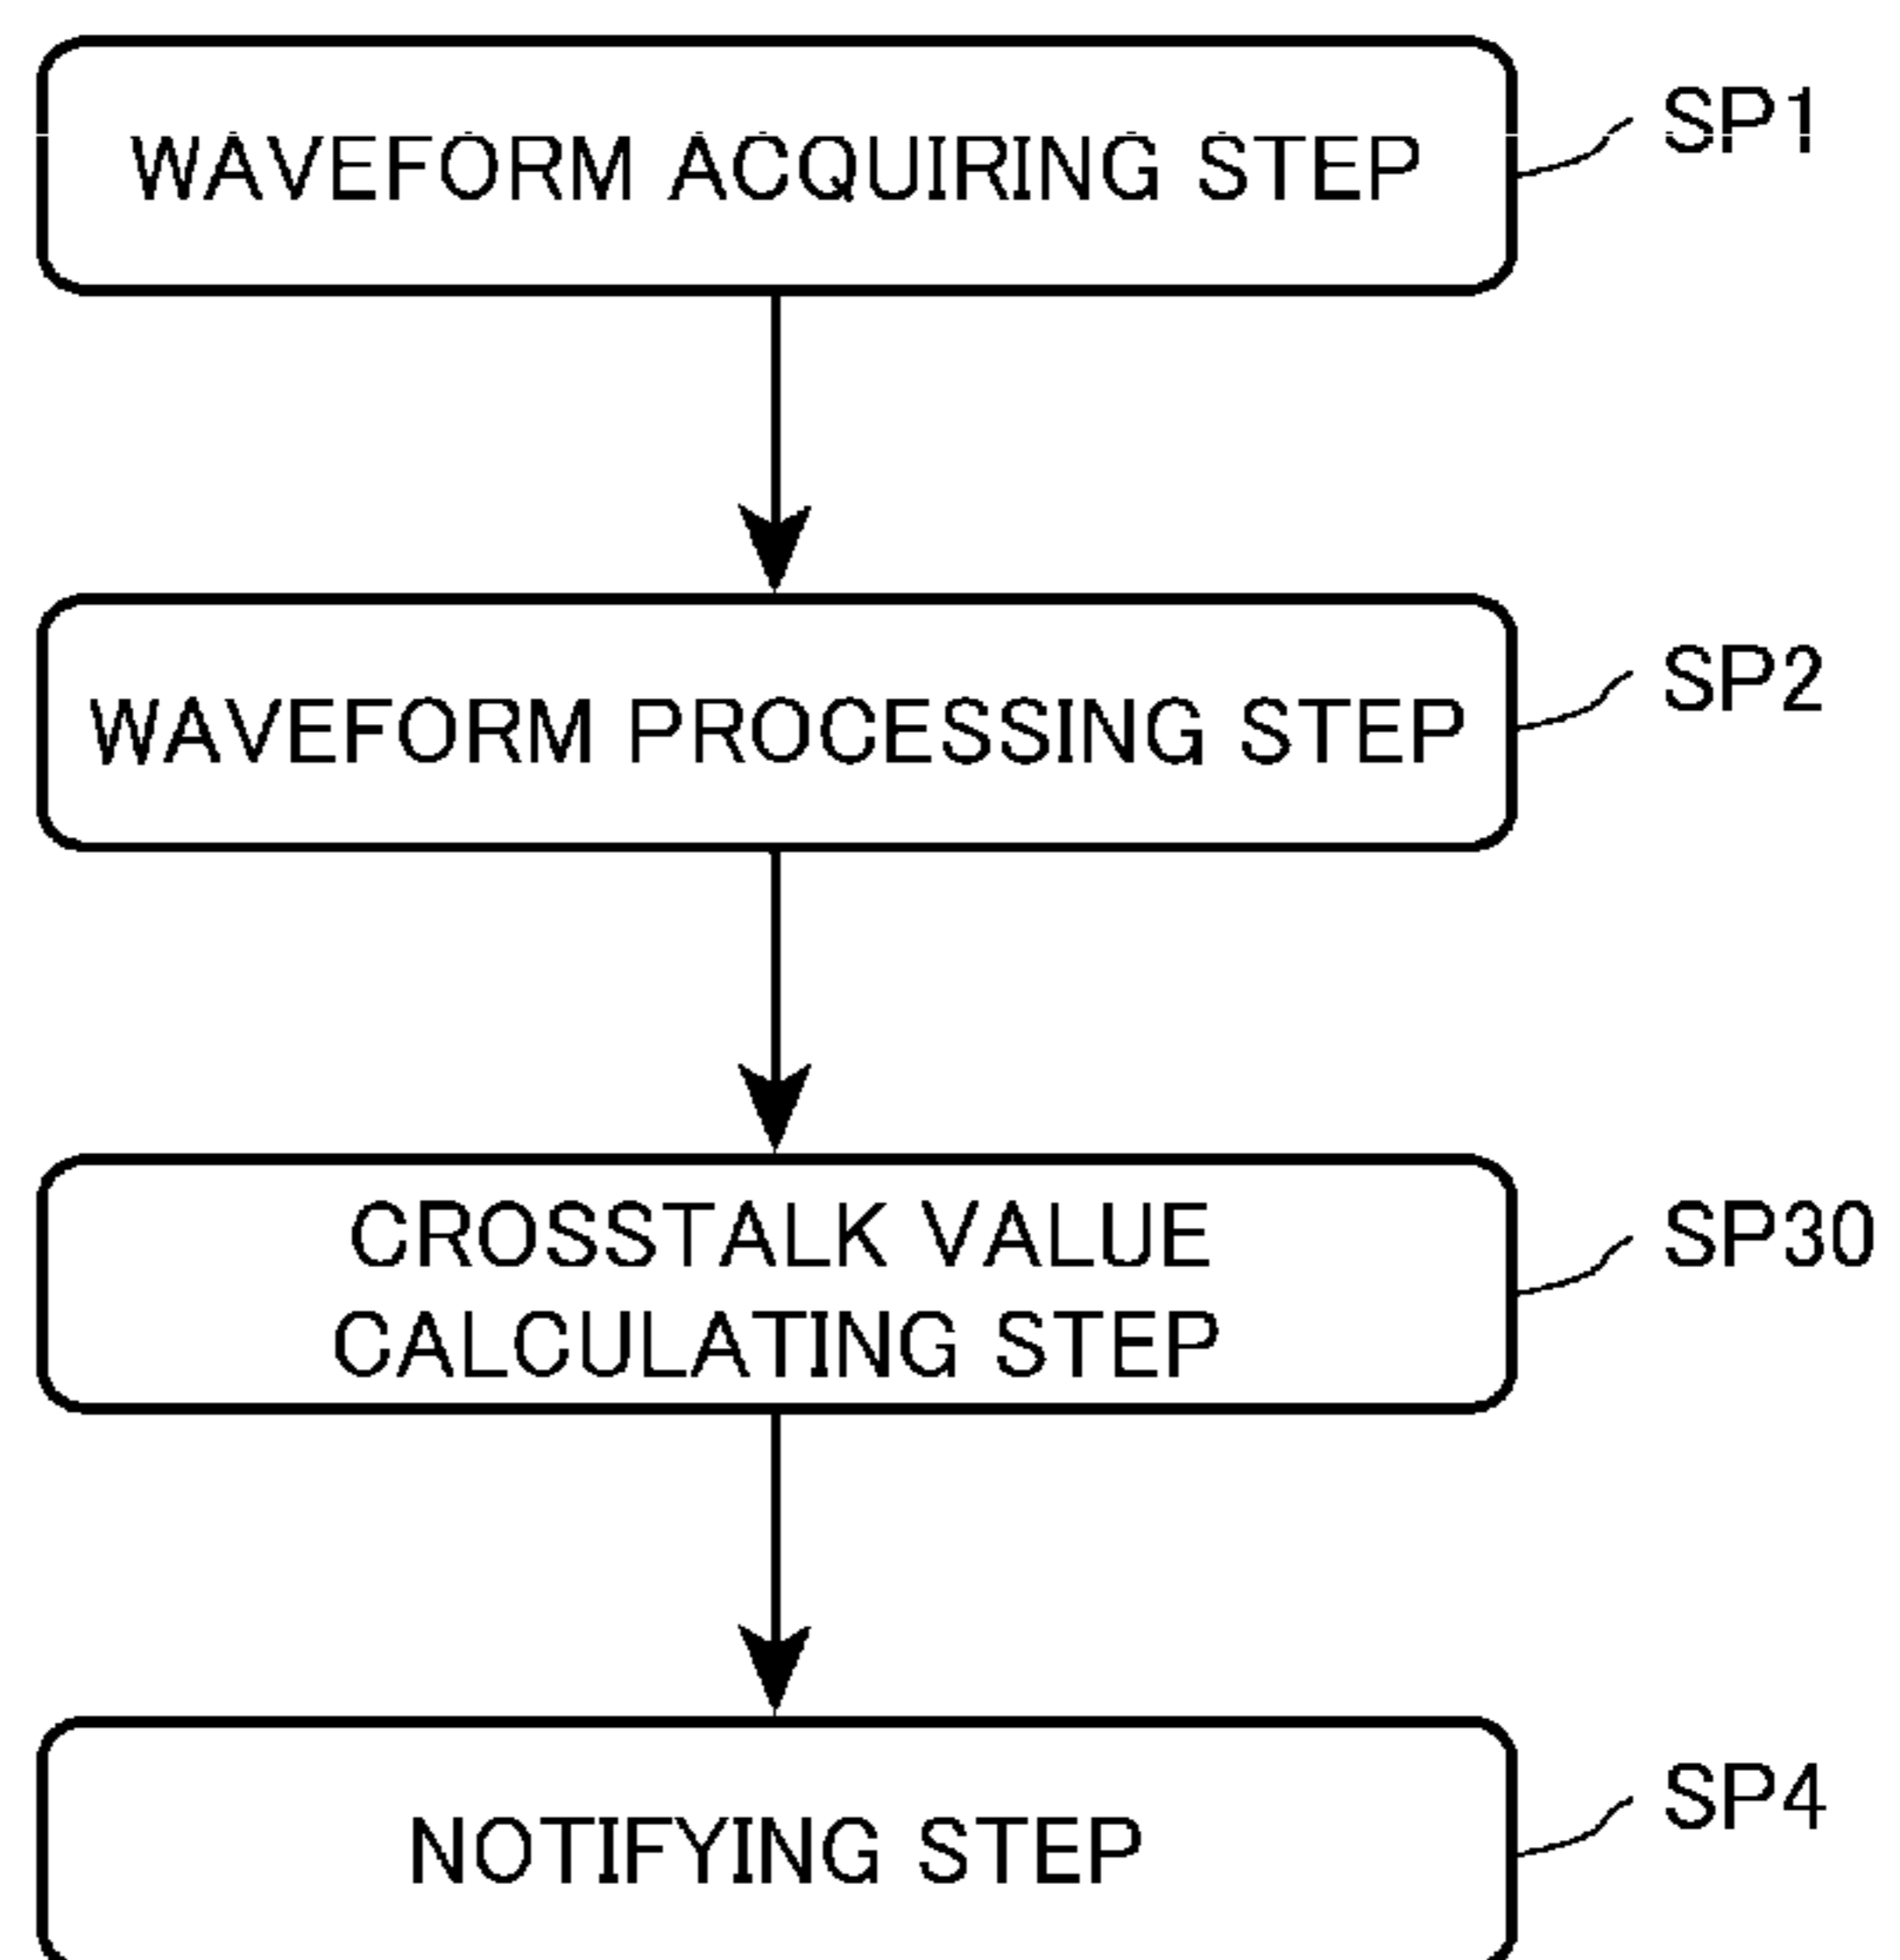 WAVEFORM ACQUIRING STEP
SP1
WAVEFORM PROCESSING STEP
SP2
CROSSTALK VALUE
CALCULATING STEP
SP30
NOTIFYING STEP
SP4